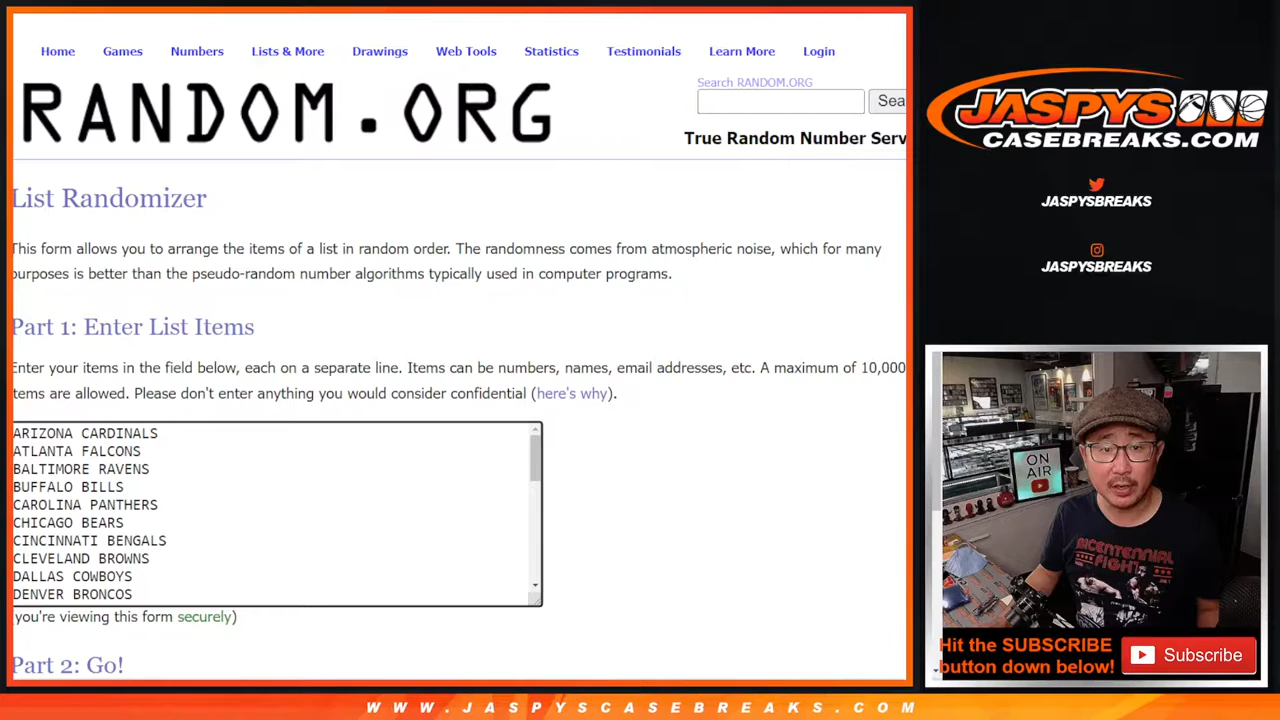 Home Games Numbers Lists & More Drawings Web Tools Statistics Testimonials Learn More Login
RANDOM.ORG
Search RANDOM.ORG
Sea
True Random Number Serv
List Randomizer
This form allows you to arrange the items of a list in random order. The randomness comes from atmospheric noise, which for many
purposes is better than the pseudo-random number algorithms typically used in computer programs.
Part 1: Enter List Items
Enter your items in the field below, each on a separate line. Items can be numbers, names, email addresses, etc. A maximum of 10,000
items are allowed. Please don't enter anything you would consider confidential (here's why).
ARIZONA CARDINALS
ATLANTA FALCONS
BALTIMORE RAVENS
BUFFALO BILLS
CAROLINA PANTHERS
CHICAGO BEARS
CINCINNATI BENGALS
CLEVELAND BROWNS
DALLAS COWBOYS
DENVER BRONCOS
you're viewing this form securely)
Part 2: Go!
JASPYS
CASEBREAKS.COM
JASPYSBREAKS
JASPYSBREAKS
ON
AIR
BICENTENNIAL
FIGHT
Hit the SUBSCRIBE
button down below!
Subscribe
WWW.JASPYSCASEBREAKS.COM